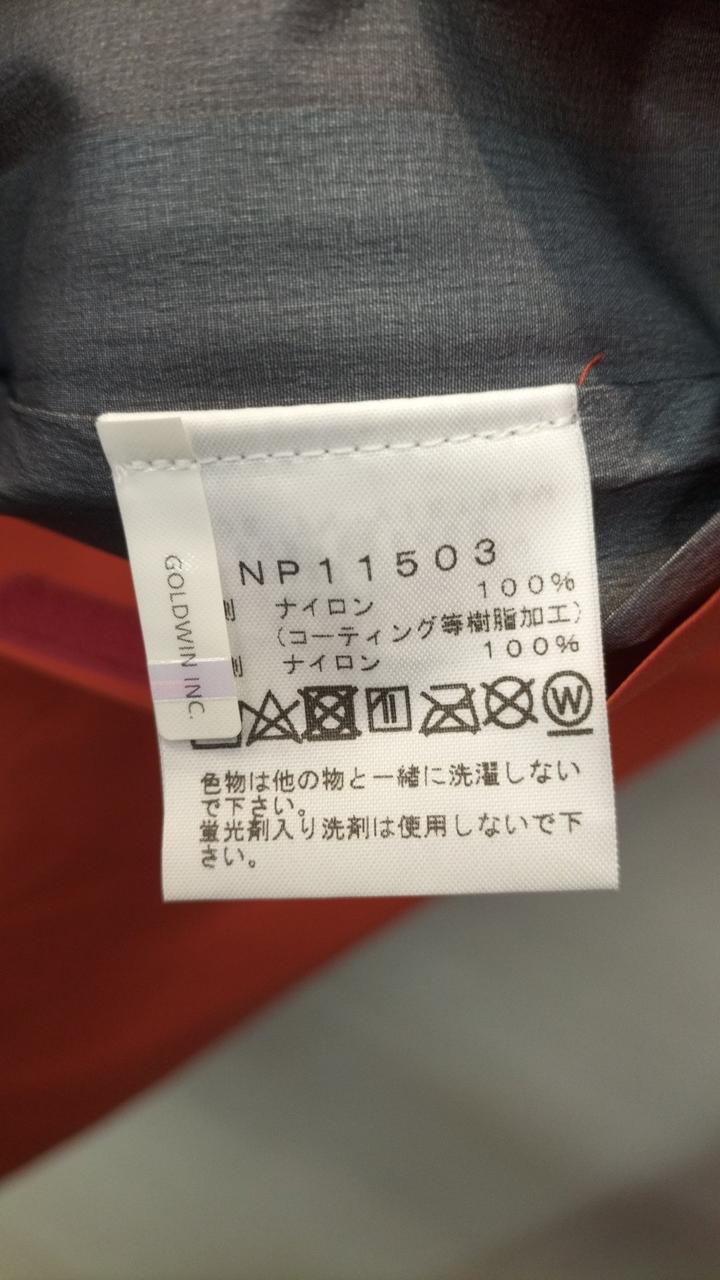 NP11503
ナイロン 100%
(コーティング等樹脂加工)
ナイロン 100%
GOLDWIN INC.
W
色物は他の物と一緒に洗濯しない
で下さい。
蛍光剤入り洗剤は使用しないで下
さい。